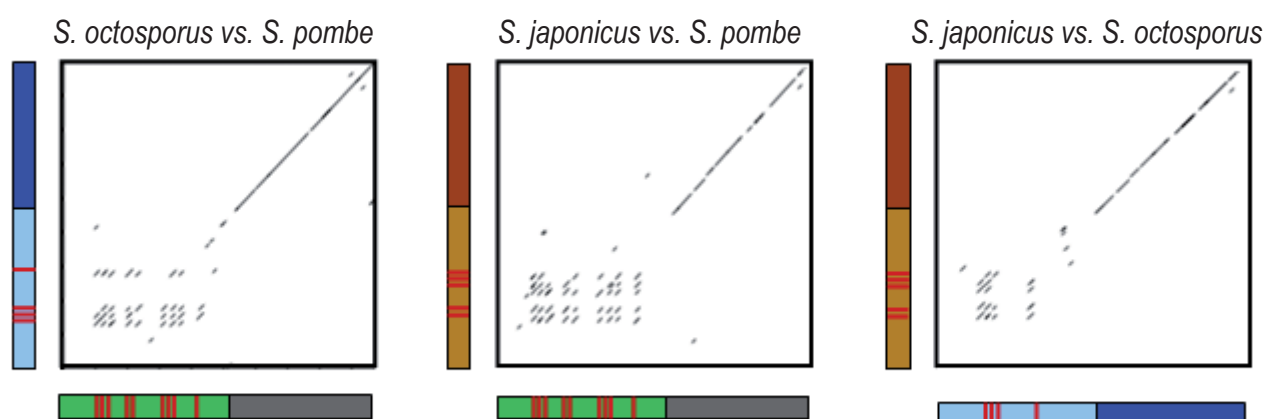 S. octosporus vs. S. pombe
S. japonicus vs. S. pombe
S. japonicus vs. S. octosporus